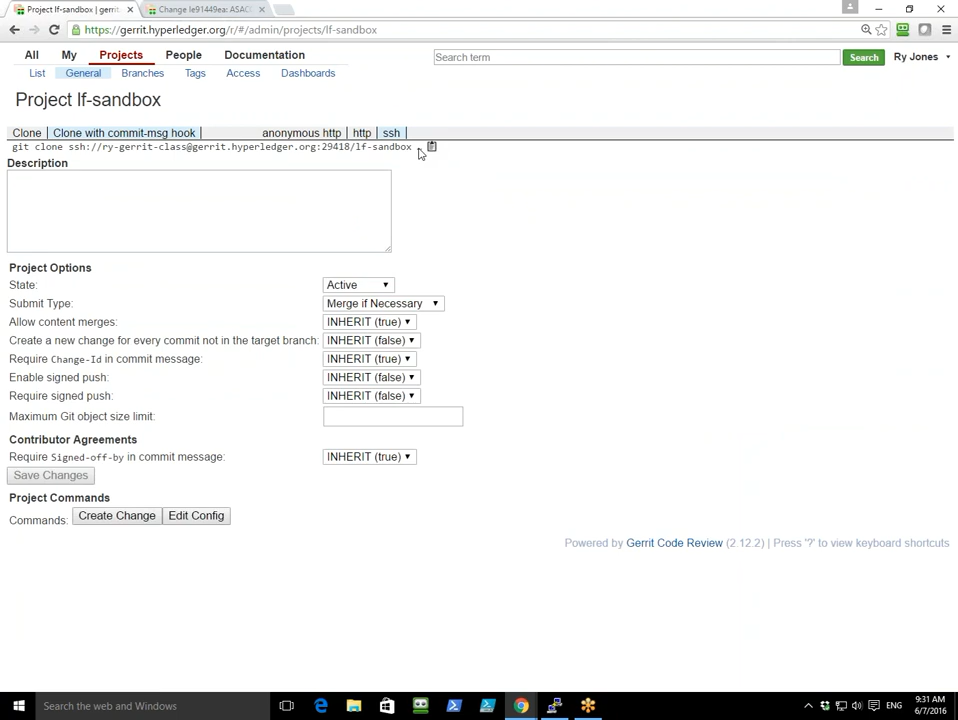 Project lf-sandbox | gerrit.
Change Ie91449ea: ASAC
https://gerrit.hyperledger.org/r/#/admin/projects/lf-sandbox
All My Projects People Documentation
Search term
Search
Ry Jones
List General Branches Tags Access Dashboards
Project lf-sandbox
Clone Clone with commit-msg hook anonymous http http ssh
git clone ssh://ry-gerrit-class@gerrit.hyperledger.org:29418/lf-sandbox
Description
Project Options
State: Active
Submit Type: Merge if Necessary
Allow content merges: INHERIT (true)
Create a new change for every commit not in the target branch: INHERIT (false)
Require Change-Id in commit message: INHERIT (true)
Enable signed push: INHERIT (false)
Require signed push: INHERIT (false)
Maximum Git object size limit:
Contributor Agreements
Require Signed-off-by in commit message: INHERIT (true)
Save Changes
Project Commands
Commands: Create Change Edit Config
Powered by Gerrit Code Review (2.12.2) | Press '?' to view keyboard shortcuts
Search the web and Windows
ENG
9:31 AM
6/7/2016